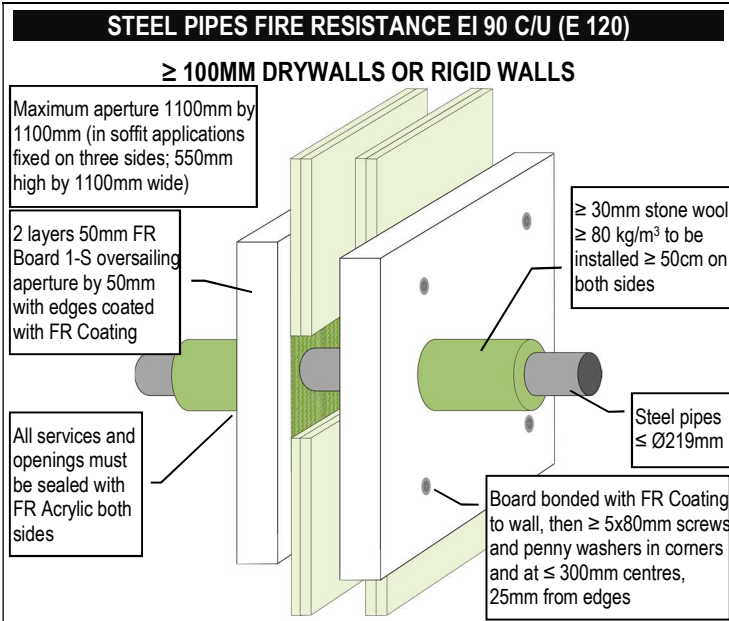 STEEL PIPES FIRE RESISTANCE EI 90 C/U (E 120)
≥ 100MM DRYWALLS OR RIGID WALLS
Maximum aperture 1100mm by
1100mm (in soffit applications
fixed on three sides; 550mm
high by 1100mm wide)
2 layers 50mm FR
Board 1-S oversailing
aperture by 50mm
with edges coated
with FR Coating
All services and
openings must
be sealed with
FR Acrylic both
sides
≥ 30mm stone wool
≥ 80 kg/m³ to be
installed ≥ 50cm on
both sides
Steel pipes
≤ Ø219mm
Board bonded with FR Coating
to wall, then ≥ 5x80mm screws
and penny washers in corners
and at ≤ 300mm centres,
25mm from edges